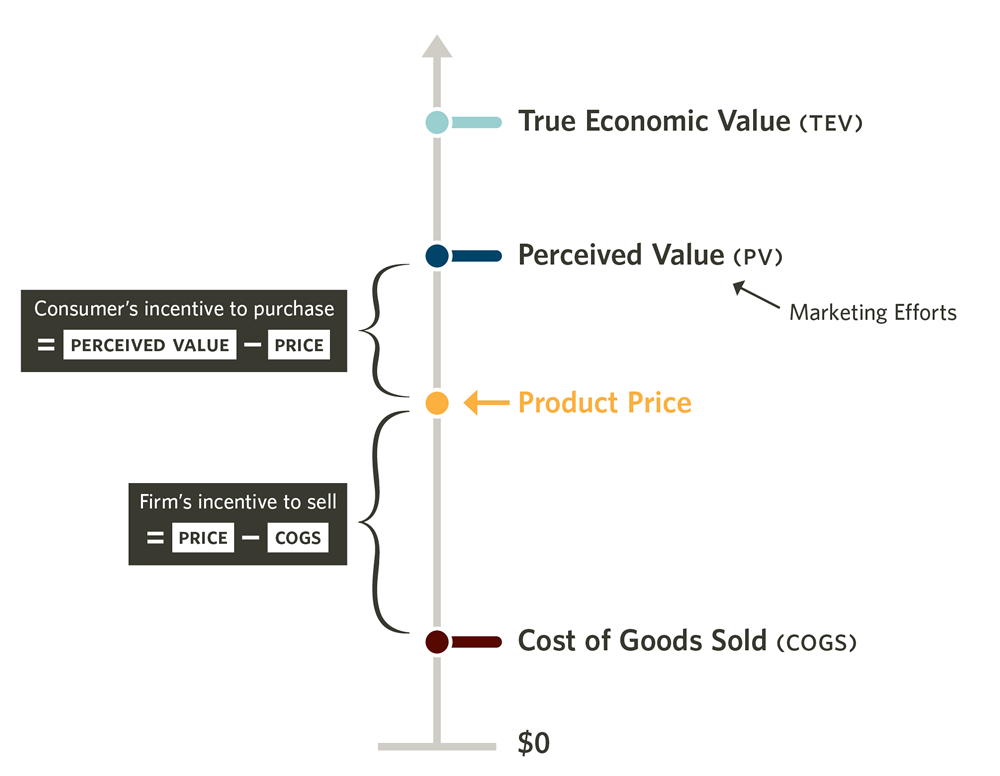 True Economic Value (TEV)
Perceived Value (PV)
Marketing Efforts
Consumer's incentive to purchase
= PERCEIVED VALUE − PRICE
Product Price
Firm's incentive to sell
= PRICE − COGS
Cost of Goods Sold (COGS)
$0